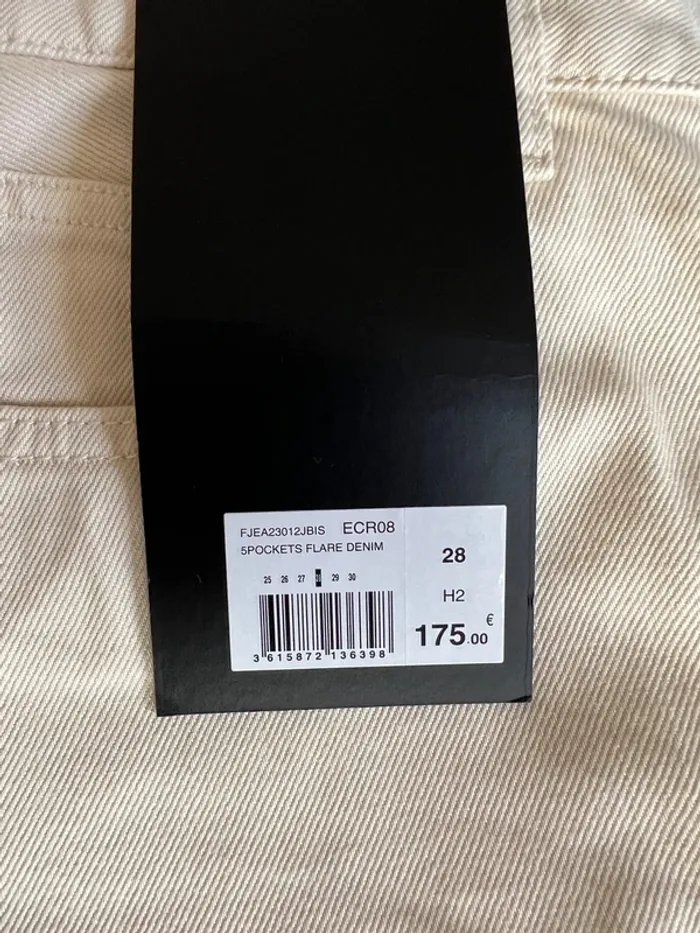 FJEA23012JBIS ECR08
5POCKETS FLARE DENIM
28
25 26 27 28 29 30
H2
175.00 €
3 615872 136398